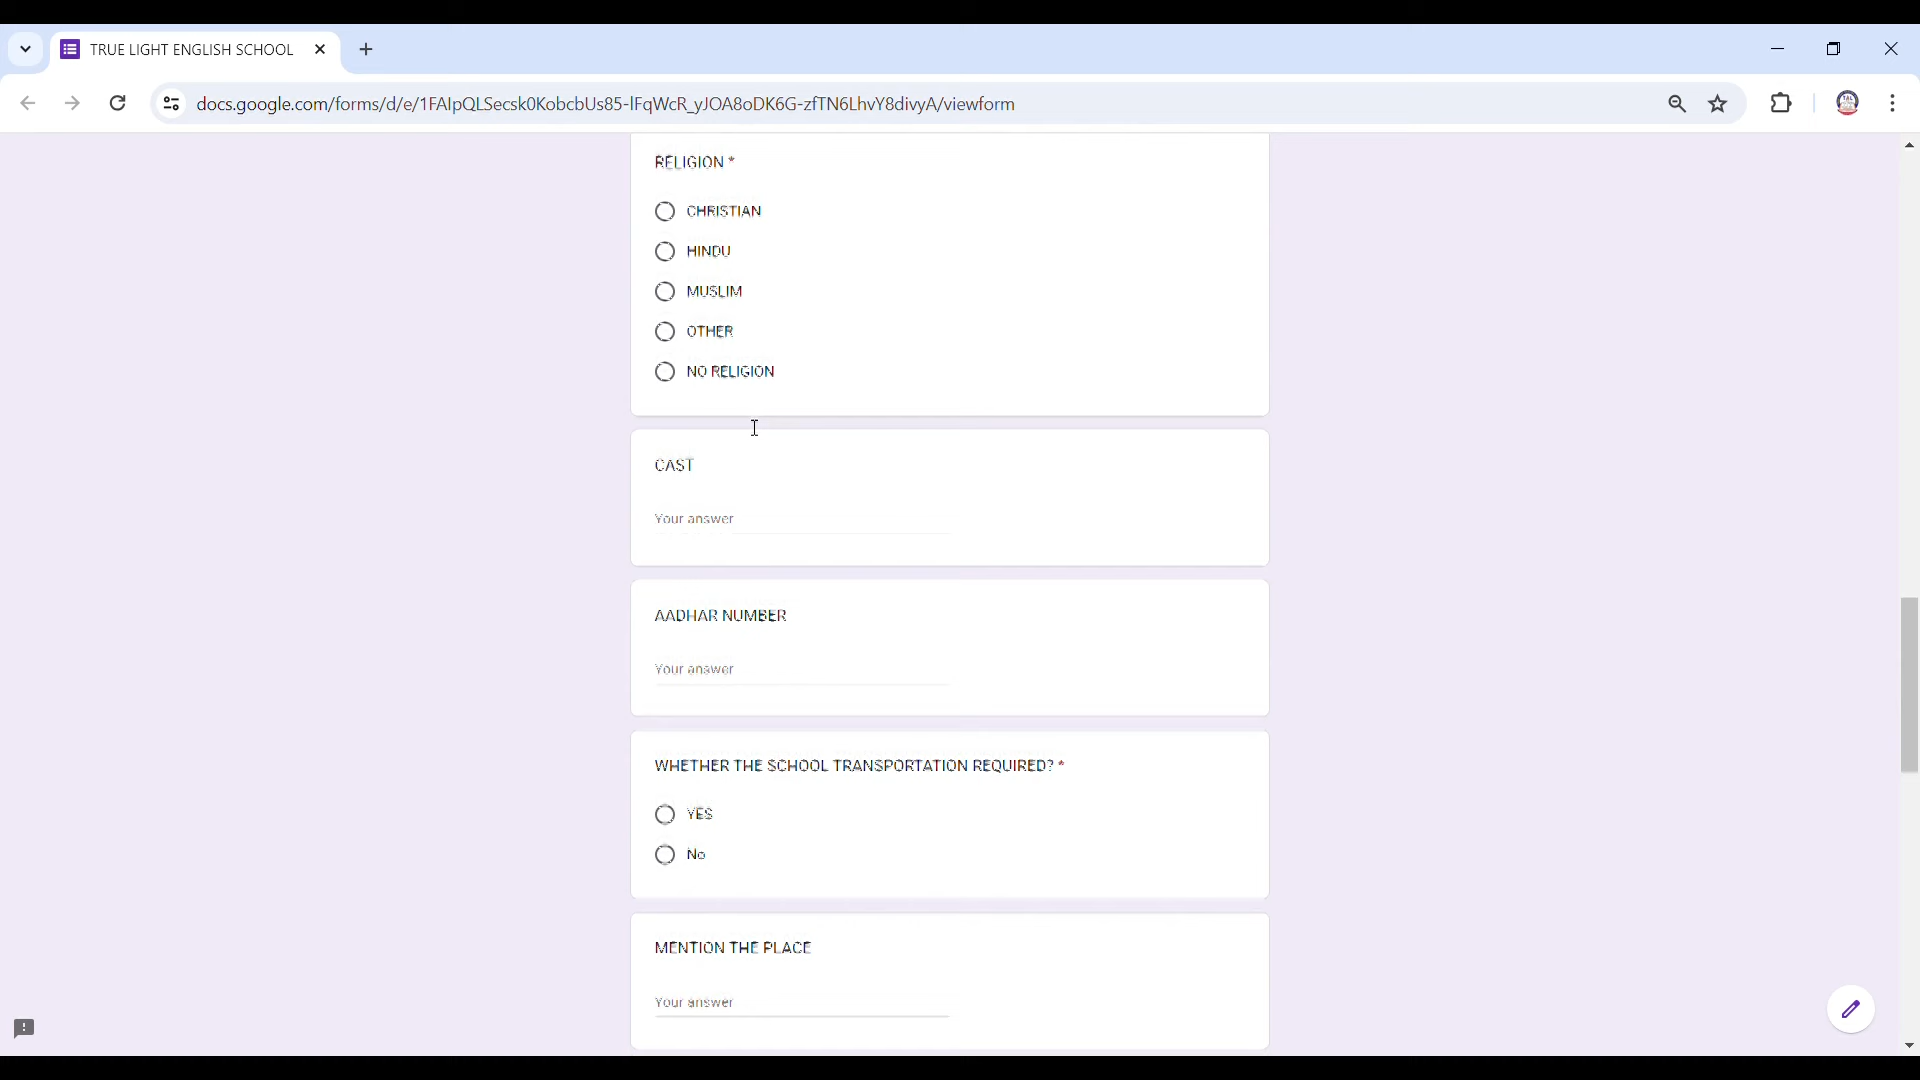 TRUE LIGHT ENGLISH SCHOOL
docs.google.com/forms/d/e/1FAIpQLSecsk0KobcbUs85-lFqWcR_yJOA8oDK6G-zfTN6LhvY8divyA/viewform
RELIGION *
CHRISTIAN
HINDU
MUSLIM
OTHER
NO RELIGION
CAST
Your answer
AADHAR NUMBER
Your answer
WHETHER THE SCHOOL TRANSPORTATION REQUIRED? *
YES
No
MENTION THE PLACE
Your answer